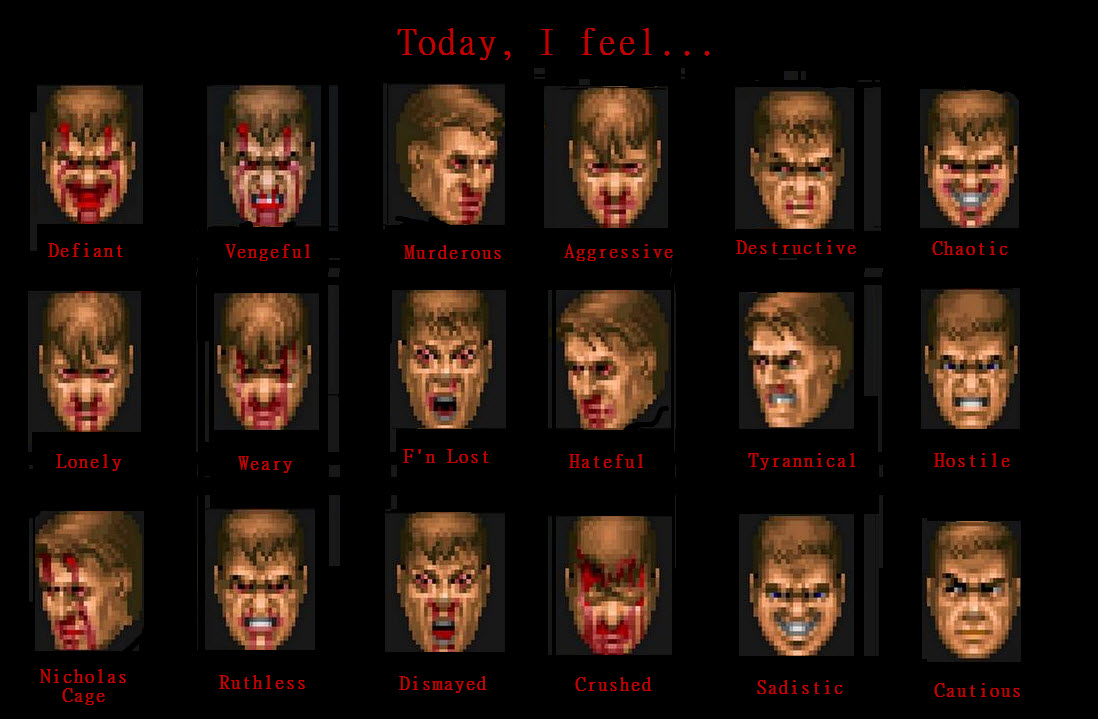 Today, I feel...
Defiant
Vengeful
Murderous
Aggressive
Destructive
Chaotic
Lonely
Weary
F'n Lost
Hateful
Tyrannical
Hostile
Nicholas
Cage
Ruthless
Dismayed
Crushed
Sadistic
Cautious